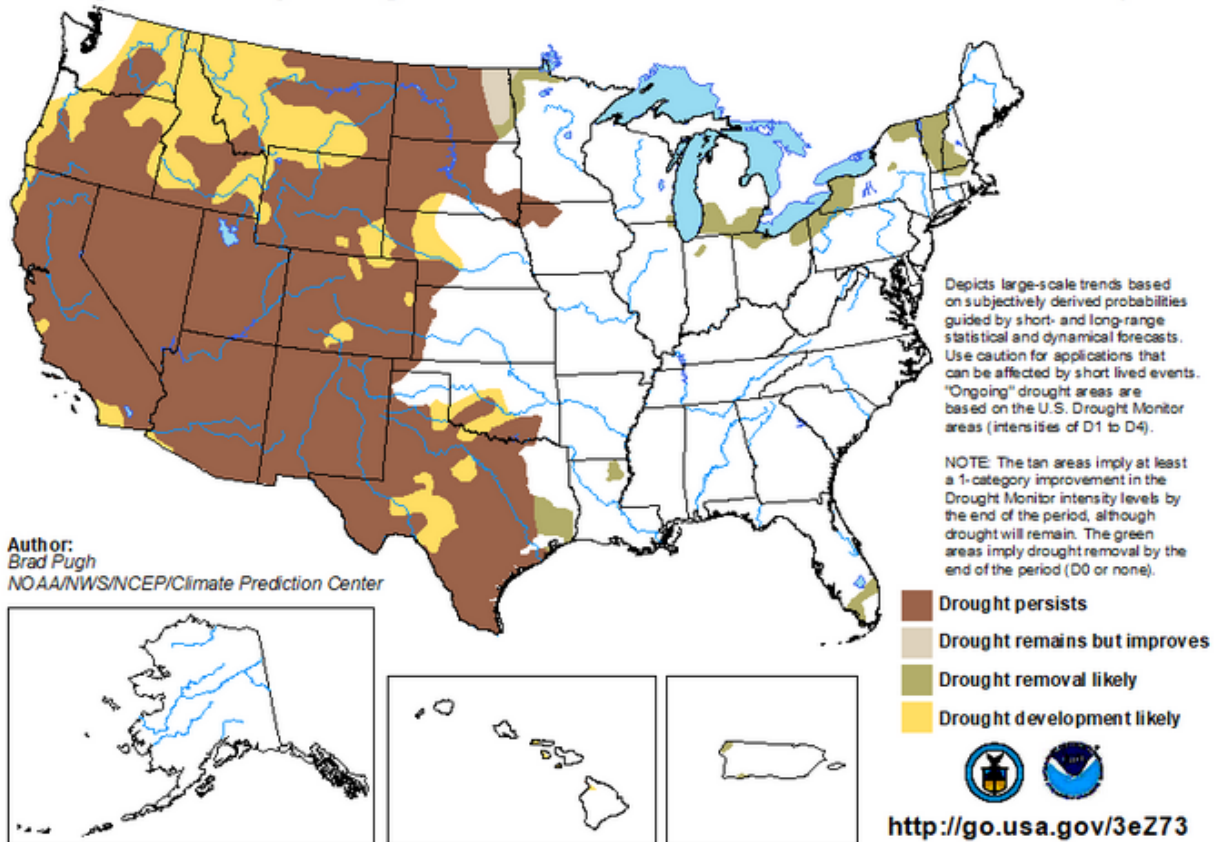 Depicts large-scale trends based
on subjectively derived probabilities
guided by short- and long-range
statistical and dynamical forecasts.
Use caution for applications that
can be affected by short lived events.
"Ongoing" drought areas are
based on the U.S. Drought Monitor
areas (intensities of D1 to D4).
NOTE: The tan areas imply at least
a 1-category improvement in the
Drought Monitor intensity levels by
the end of the period, although
drought will remain. The green
areas imply drought removal by the
end of the period (D0 or none).
Author:
Brad Pugh
NOAA/NWS/NCEP/Climate Prediction Center
Drought persists
Drought remains but improves
Drought removal likely
Drought development likely
http://go.usa.gov/3eZ73